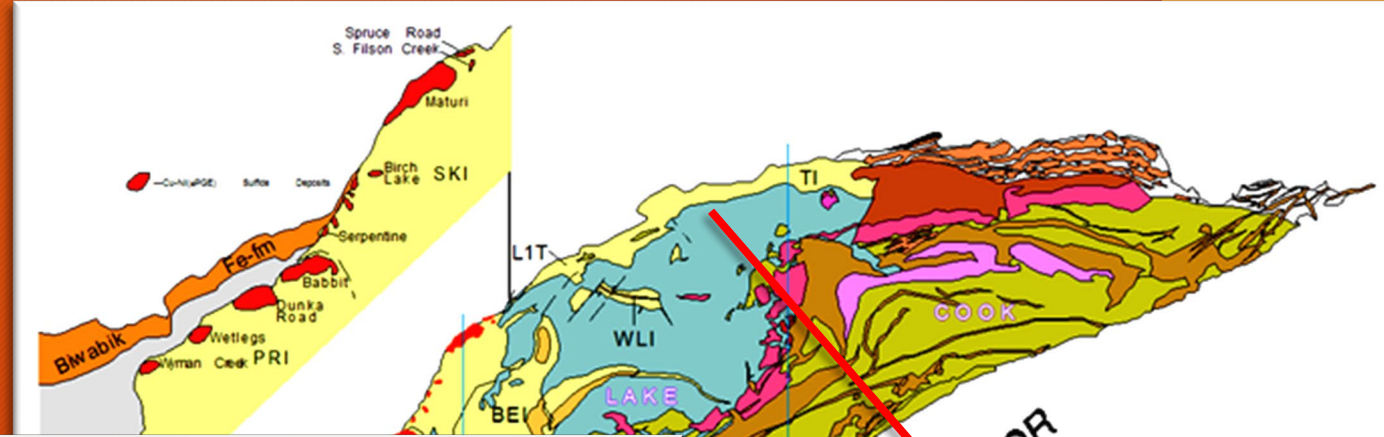 Spruce Road
S. Filson Creek
Maturi
Birch
Lake
SKI
Cu-Ni(±PGE) Sulfide Deposits
Serpentine
Fe-fm
Babbit
Dunka
Road
Wetlegs
Biwabik
Wyman Creek
PRI
TI
L1T
COOK
WLI
LAKE
BEI
OR